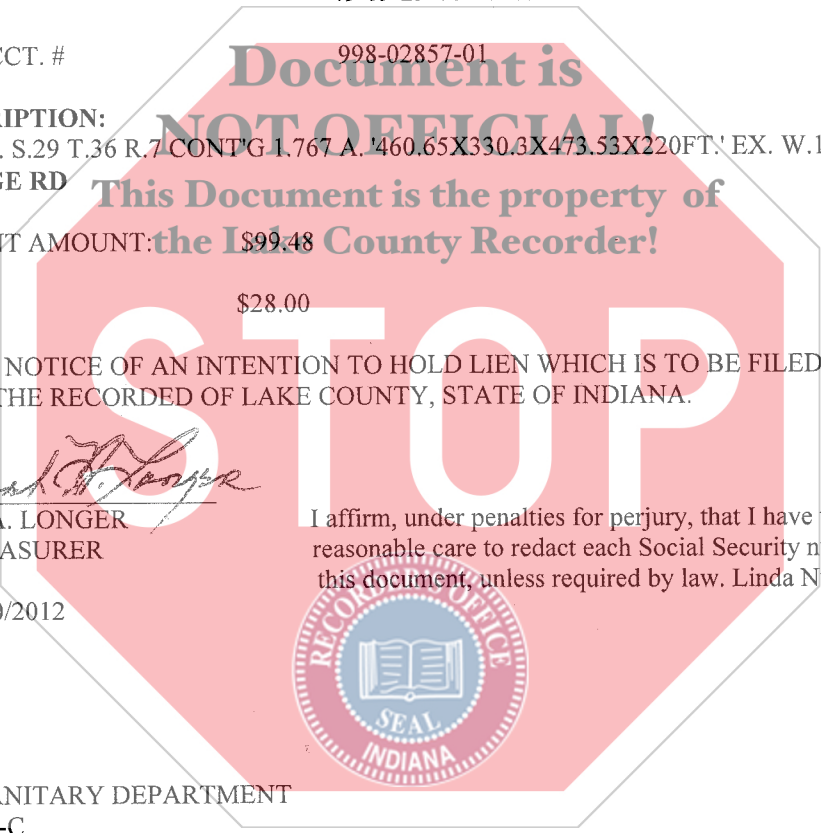 CCT. # 998-02857-01
Document is
RIPTION:
NOT OFFICIAL!
. S.29 T.36 R.7 CONT'G 1.767 A. '460.65X330.3X473.53X220FT.' EX. W.1
GE RD
This Document is the property of
NT AMOUNT: $99.48
the Lake County Recorder!
$28.00
STOP
NOTICE OF AN INTENTION TO HOLD LIEN WHICH IS TO BE FILED
THE RECORDED OF LAKE COUNTY, STATE OF INDIANA.
A. LONGER
ASURER
I affirm, under penalties for perjury, that I have
reasonable care to redact each Social Security n
this document, unless required by law. Linda N
0/2012
RECORDER'S OFFICE
SEAL
INDIANA
ANITARY DEPARTMENT
-C